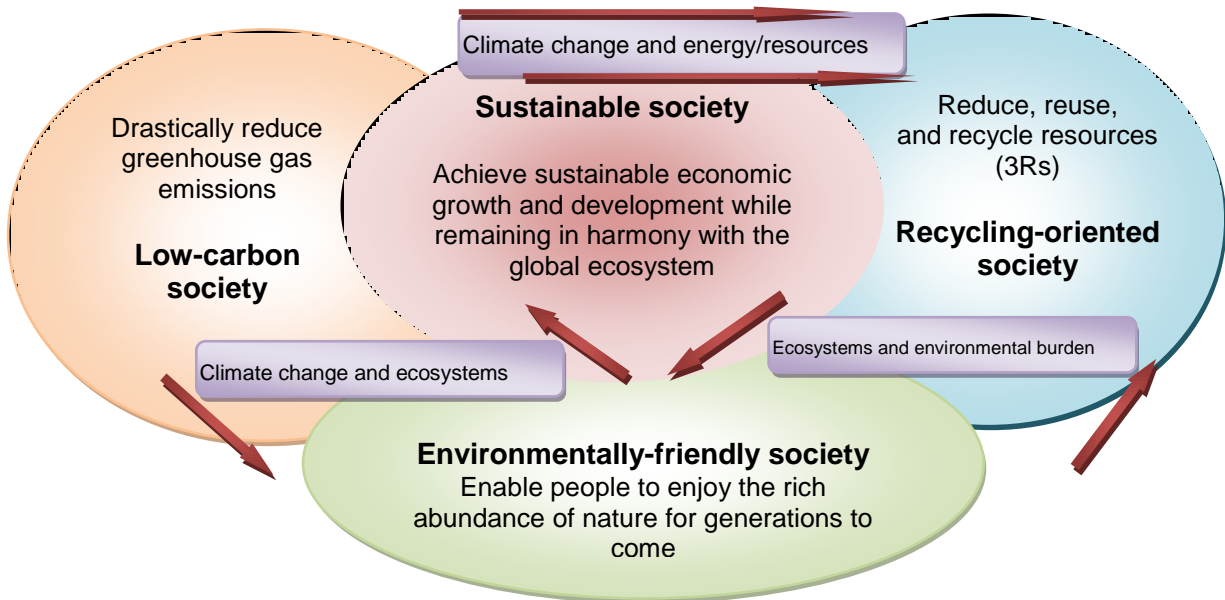 Climate change and energy/resources
Sustainable society
Achieve sustainable economic
growth and development while
remaining in harmony with the
global ecosystem
Drastically reduce
greenhouse gas
emissions
Low-carbon
society
Reduce, reuse,
and recycle resources
(3Rs)
Recycling-oriented
society
Climate change and ecosystems
Ecosystems and environmental burden
Environmentally-friendly society
Enable people to enjoy the rich
abundance of nature for generations to
come